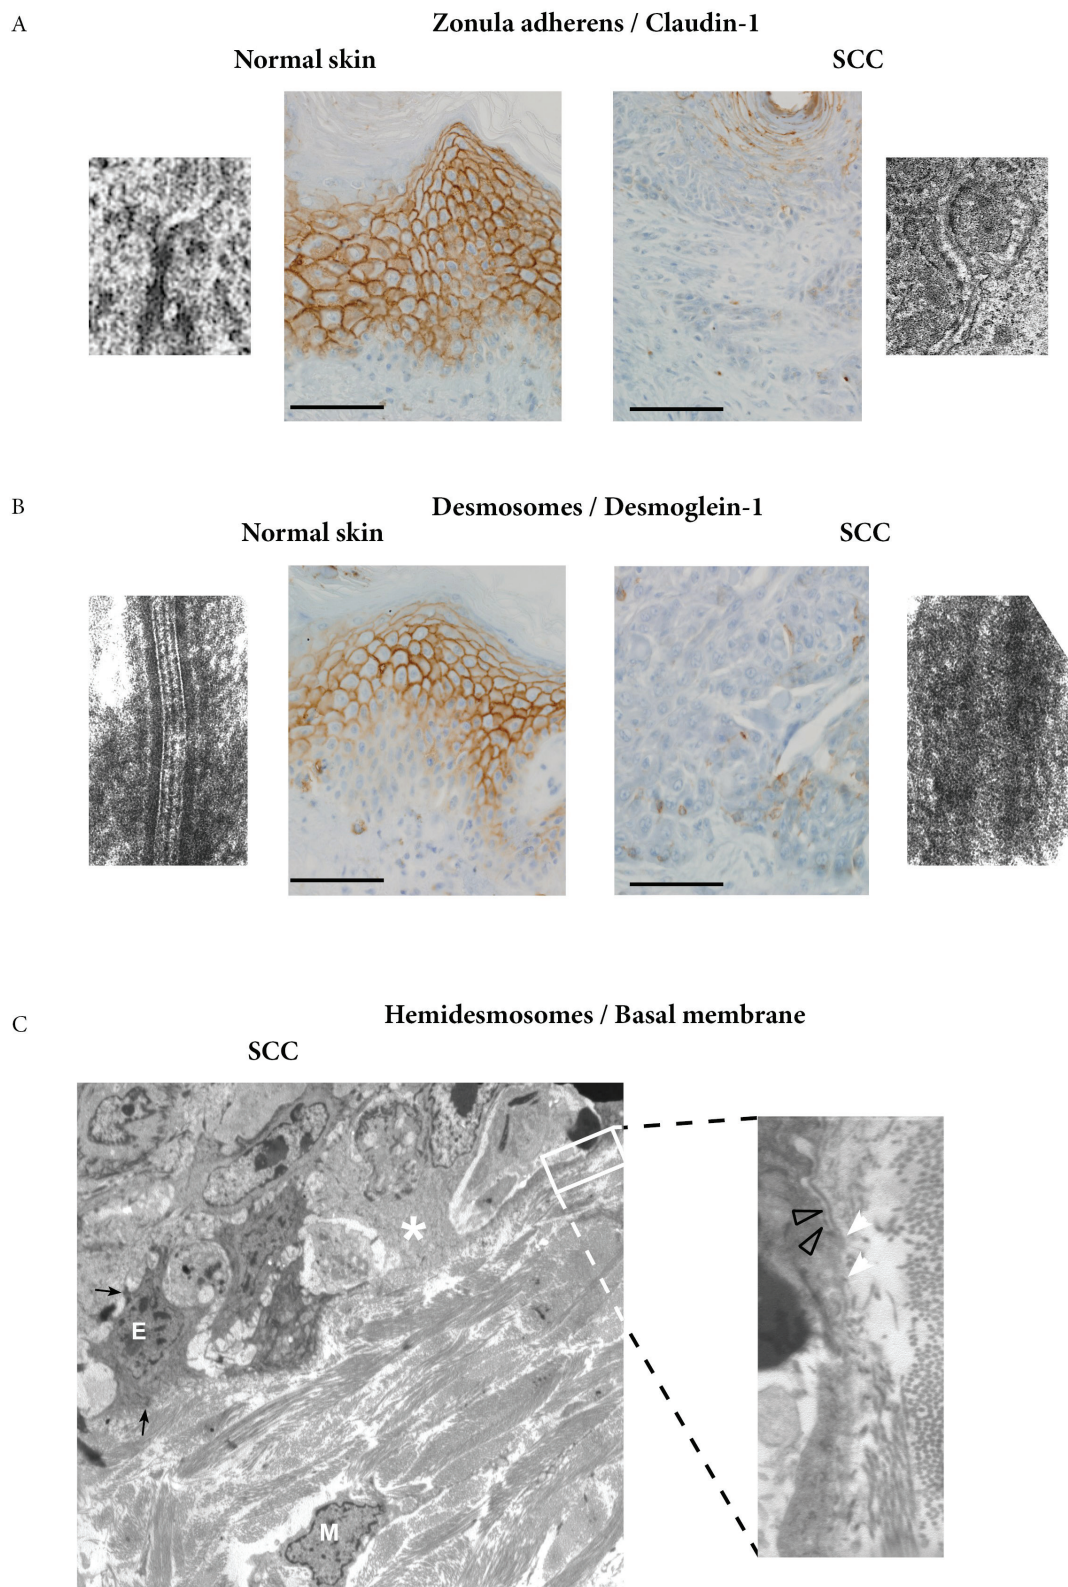 A
Zonula adherens / Claudin-1
Normal skin
SCC
B
Desmosomes / Desmoglein-1
Normal skin
SCC
C
Hemidesmosomes / Basal membrane
SCC
*
E
M